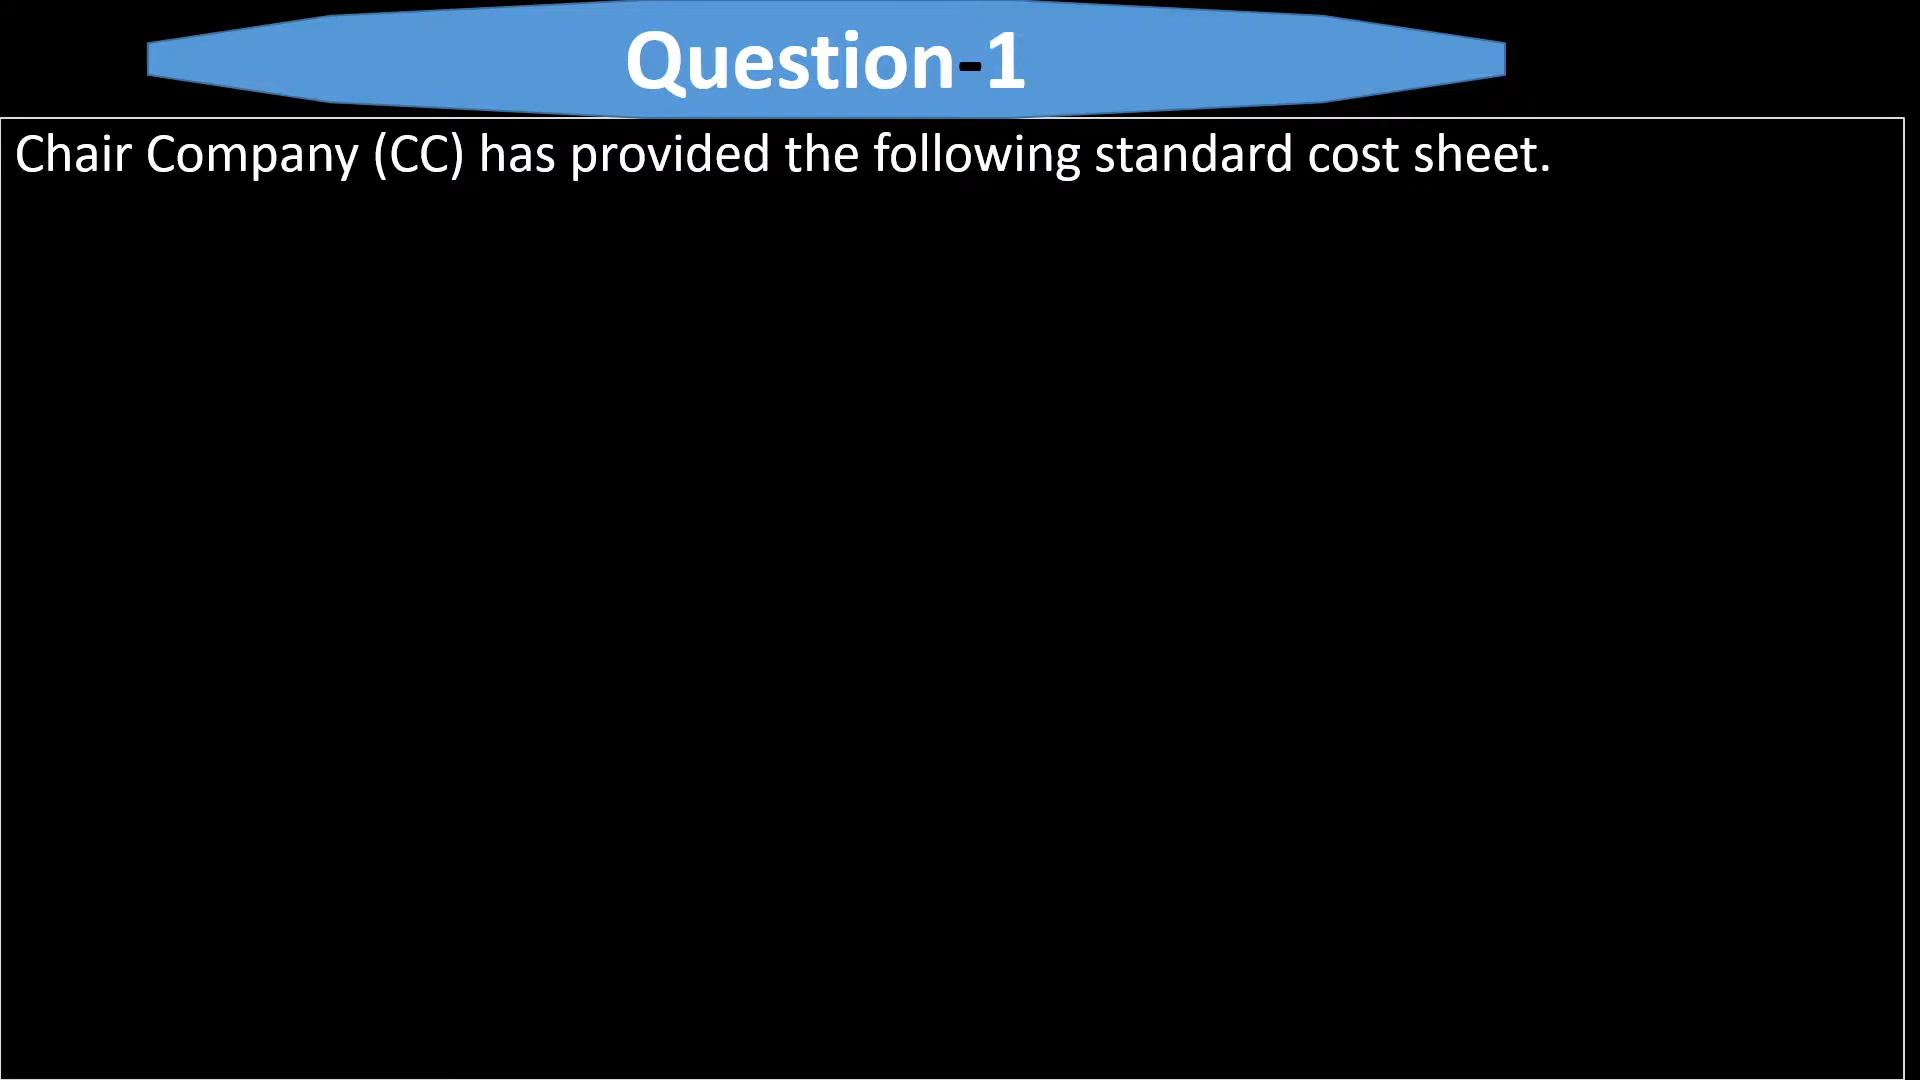 Question-1
Chair Company (CC) has provided the following standard cost sheet.